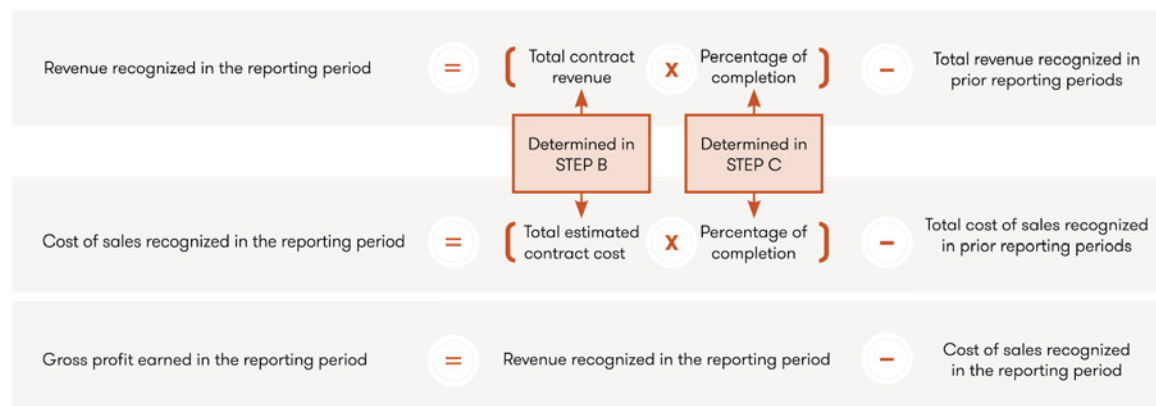 Revenue recognized in the reporting period
=
(
Total contract
revenue
x
Percentage of
completion
)
–
Total revenue recognized in
prior reporting periods
Determined in
STEP B
Determined in
STEP C
Cost of sales recognized in the reporting period
=
(
Total estimated
contract cost
x
Percentage of
completion
)
–
Total cost of sales recognized
in prior reporting periods
Gross profit earned in the reporting period
=
Revenue recognized in the reporting period
–
Cost of sales recognized
in the reporting period